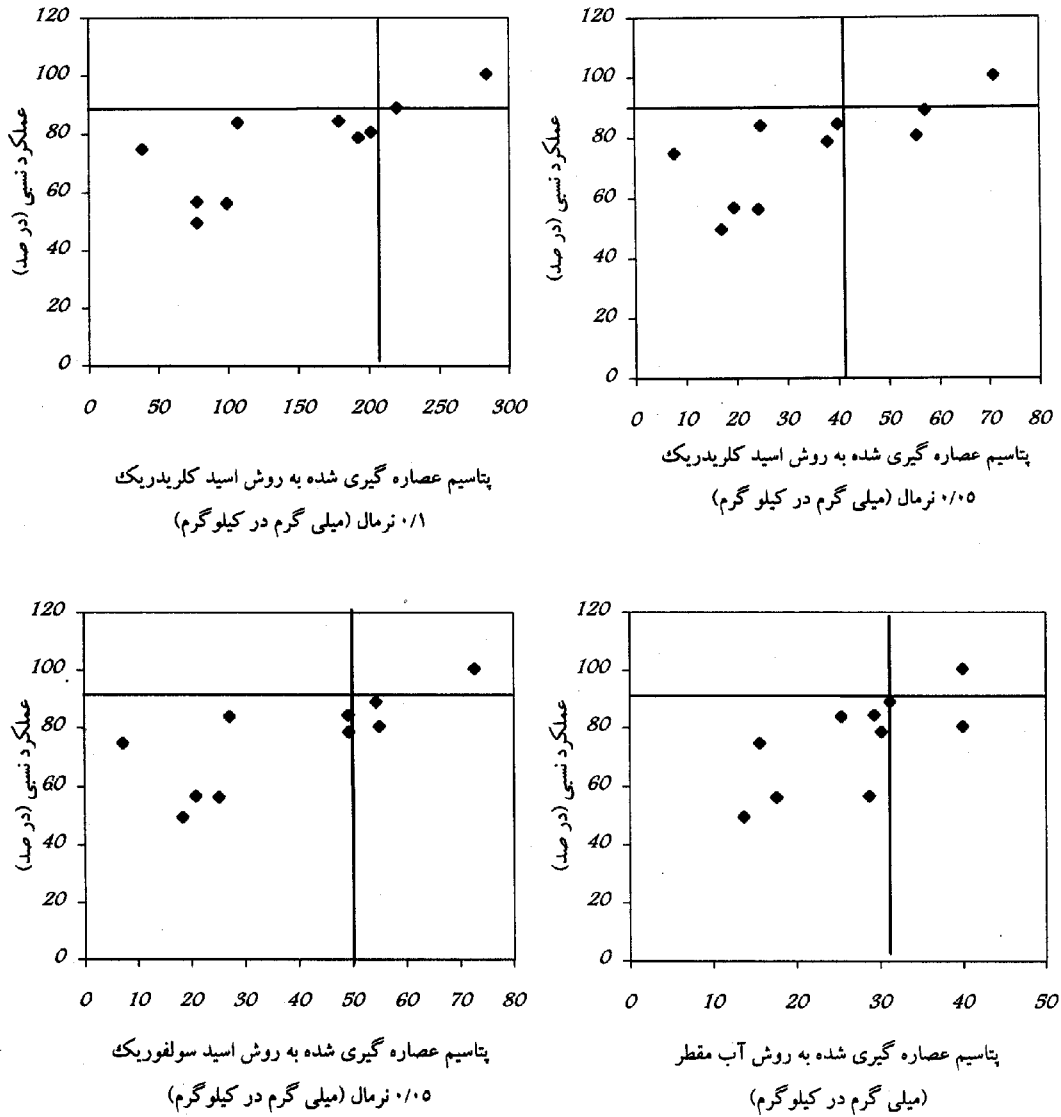 120
100
80
60
40
20
0
عملکرد نسبی (در صد)
0 50 100 150 200 250 300
پتاسیم عصاره گیری شده به روش اسید کلریدریک
۰/۱ نرمال (میلی گرم در کیلوگرم)
120
100
80
60
40
20
0
عملکرد نسبی (در صد)
0 10 20 30 40 50 60 70 80
پتاسیم عصاره گیری شده به روش اسید کلریدریک
۰/۰۵ نرمال (میلی گرم در کیلو گرم)
120
100
80
60
40
20
0
عملکرد نسبی (در صد)
0 10 20 30 40 50 60 70 80
پتاسیم عصاره گیری شده به روش اسید سولفوریک
۰/۰۵ نرمال (میلی گرم در کیلوگرم)
120
100
80
60
40
20
0
عملکرد نسبی (در صد)
0 10 20 30 40 50
پتاسیم عصاره گیری شده به روش آب مقطر
(میلی گرم در کیلوگرم)